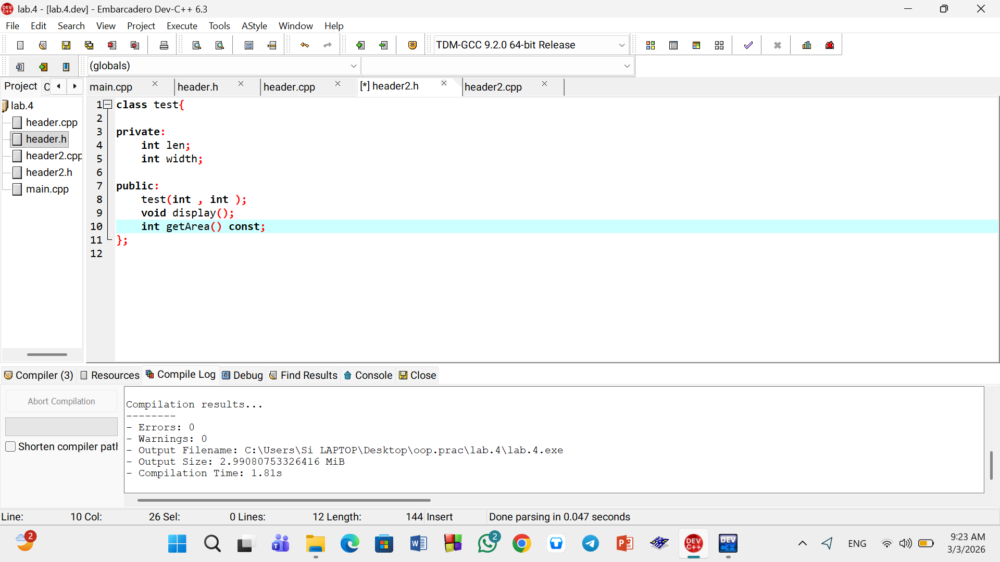 lab.4 - [lab.4.dev] - Embarcadero Dev-C++ 6.3
File Edit Search View Project Execute Tools AStyle Window Help
TDM-GCC 9.2.0 64-bit Release
(globals)
Project C main.cpp header.h header.cpp [*] header2.h header2.cpp
lab.4
header.cpp
header.h
header2.cpp
header2.h
main.cpp
1 class test{
2
3 private:
4 int len;
5 int width;
6
7 public:
8 test(int , int );
9 void display();
10 int getArea() const;
11 };
12
Compiler (3) Resources Compile Log Debug Find Results Console Close
Abort Compilation
Shorten compiler pat
Compilation results...
--------
- Errors: 0
- Warnings: 0
- Output Filename: C:\Users\Si LAPTOP\Desktop\oop.prac\lab.4\lab.4.exe
- Output Size: 2.99080753326416 MiB
- Compilation Time: 1.81s
Line: 10 Col: 26 Sel: 0 Lines: 12 Length: 144 Insert Done parsing in 0.047 seconds
2
2
DEV C++
DEV C++
ENG
9:23 AM
3/3/2026